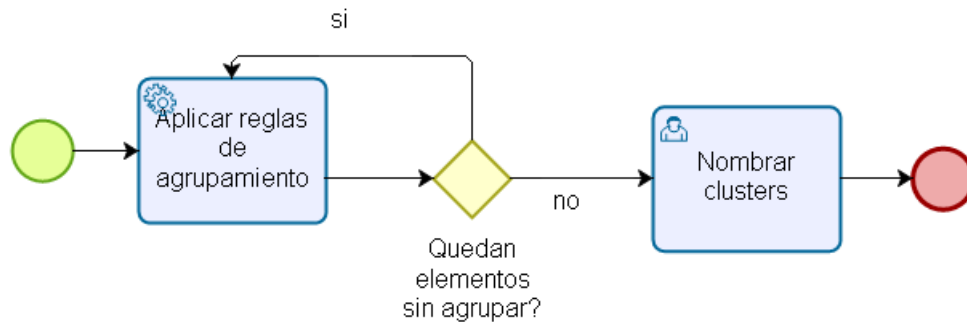 si
Aplicar reglas
de
agrupamiento
Nombrar
clusters
no
Quedan
elementos
sin agrupar?